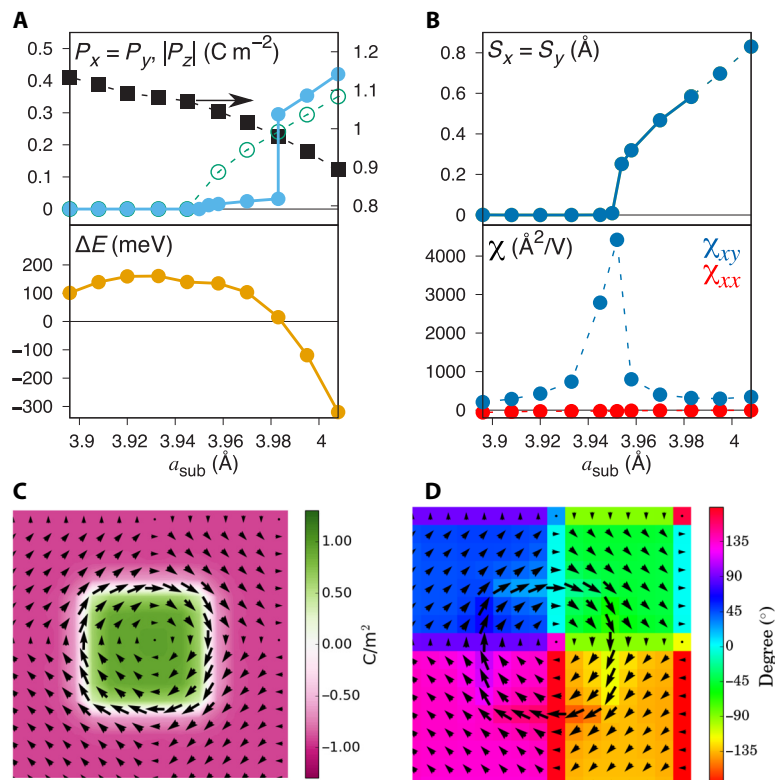 A
P_x = P_y, |P_z| (C m⁻²)
0.5
0.4
0.3
0.2
0.1
0
1.2
1.1
1
0.9
0.8
ΔE (meV)
200
100
0
−100
−200
−300
3.9 3.92 3.94 3.96 3.98 4
a_sub (Å)
B
S_x = S_y (Å)
0.8
0.6
0.4
0.2
0
χ (Å²/V)
χ_xy
χ_xx
4000
3000
2000
1000
0
3.9 3.92 3.94 3.96 3.98 4
a_sub (Å)
C
1.00
0.50
0.00
−0.50
−1.00
C/m²
D
135
90
45
0
−45
−90
−135
Degree (°)